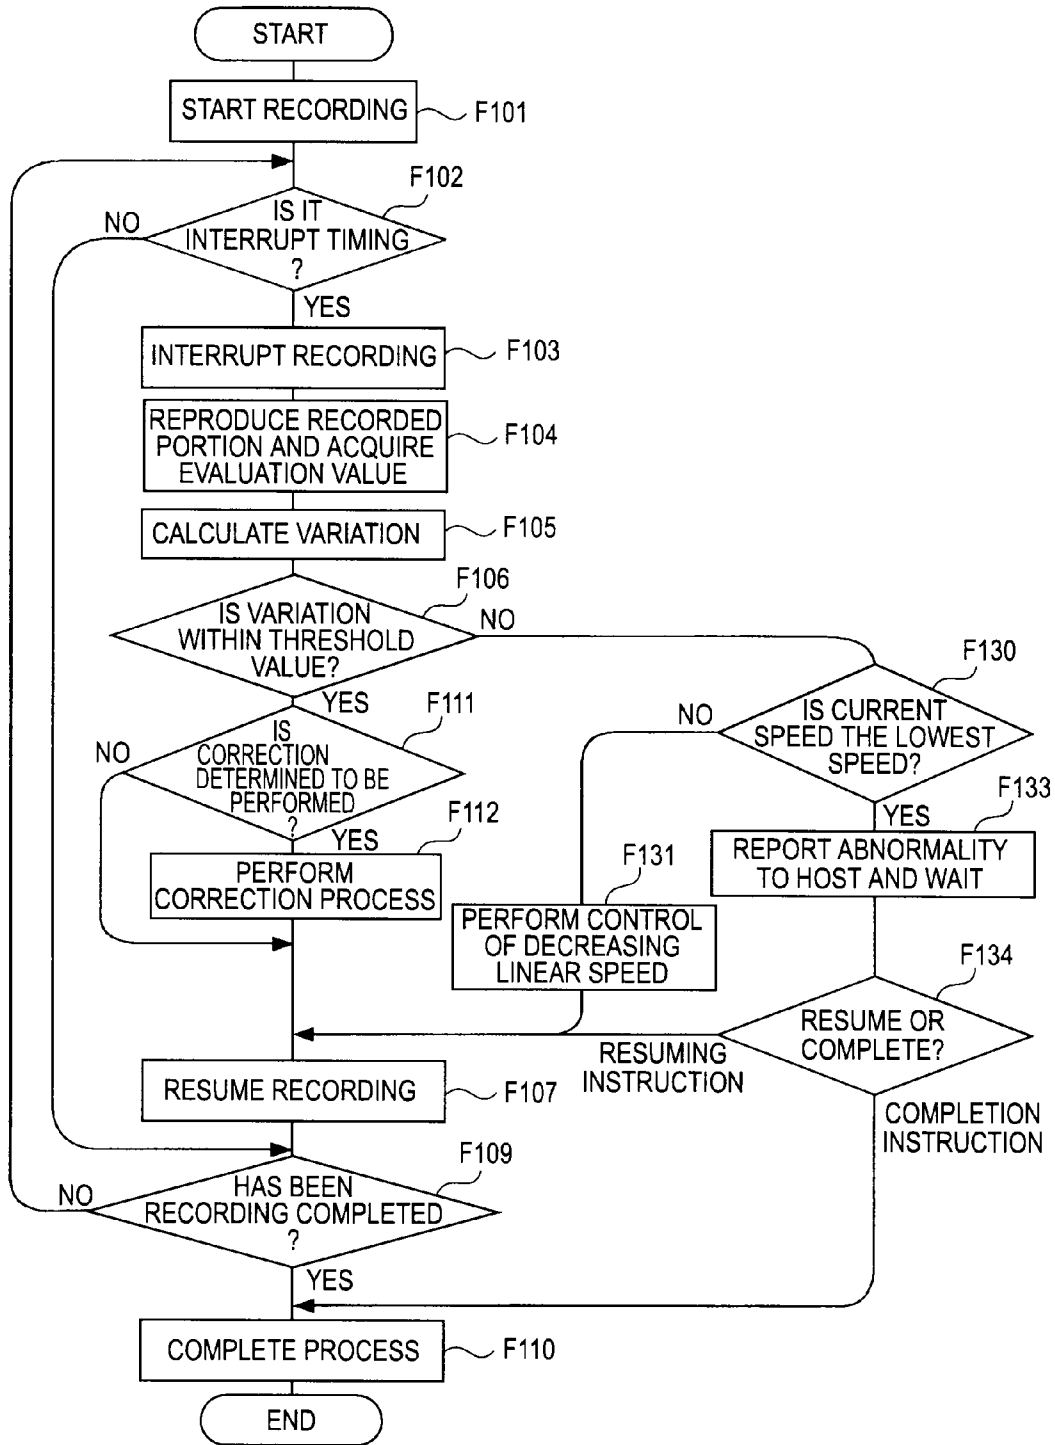 START
START RECORDING
F101
F102
IS IT
INTERRUPT TIMING
?
NO
YES
INTERRUPT RECORDING
F103
REPRODUCE RECORDED
PORTION AND ACQUIRE
EVALUATION VALUE
F104
CALCULATE VARIATION
F105
F106
IS VARIATION
WITHIN THRESHOLD
VALUE?
NO
YES
F130
IS CURRENT
SPEED THE LOWEST
SPEED?
NO
YES
F111
IS
CORRECTION
DETERMINED TO BE
PERFORMED
?
NO
YES
F112
PERFORM
CORRECTION PROCESS
F133
REPORT ABNORMALITY
TO HOST AND WAIT
F131
PERFORM CONTROL
OF DECREASING
LINEAR SPEED
F134
RESUME OR
COMPLETE?
RESUMING
INSTRUCTION
COMPLETION
INSTRUCTION
RESUME RECORDING
F107
F109
HAS BEEN
RECORDING COMPLETED
?
NO
YES
COMPLETE PROCESS
F110
END